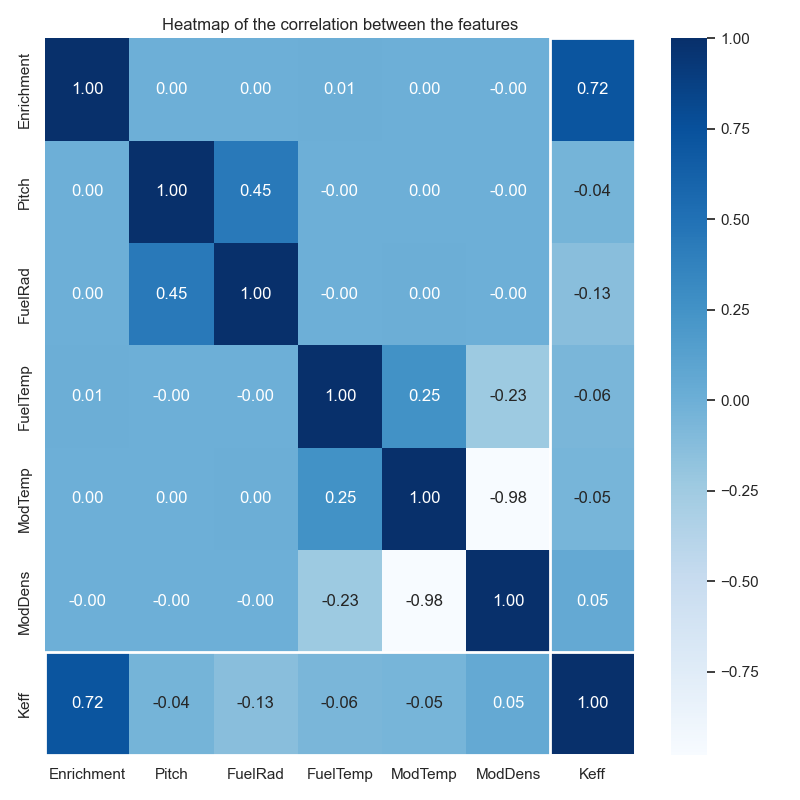 Heatmap of the correlation between the features
Enrichment 1.00 0.00 0.00 0.01 0.00 -0.00 0.72
Pitch 0.00 1.00 0.45 -0.00 0.00 -0.00 -0.04
FuelRad 0.00 0.45 1.00 -0.00 0.00 -0.00 -0.13
FuelTemp 0.01 -0.00 -0.00 1.00 0.25 -0.23 -0.06
ModTemp 0.00 0.00 0.00 0.25 1.00 -0.98 -0.05
ModDens -0.00 -0.00 -0.00 -0.23 -0.98 1.00 0.05
Keff 0.72 -0.04 -0.13 -0.06 -0.05 0.05 1.00
Enrichment Pitch FuelRad FuelTemp ModTemp ModDens Keff
1.00
0.75
0.50
0.25
0.00
−0.25
−0.50
−0.75